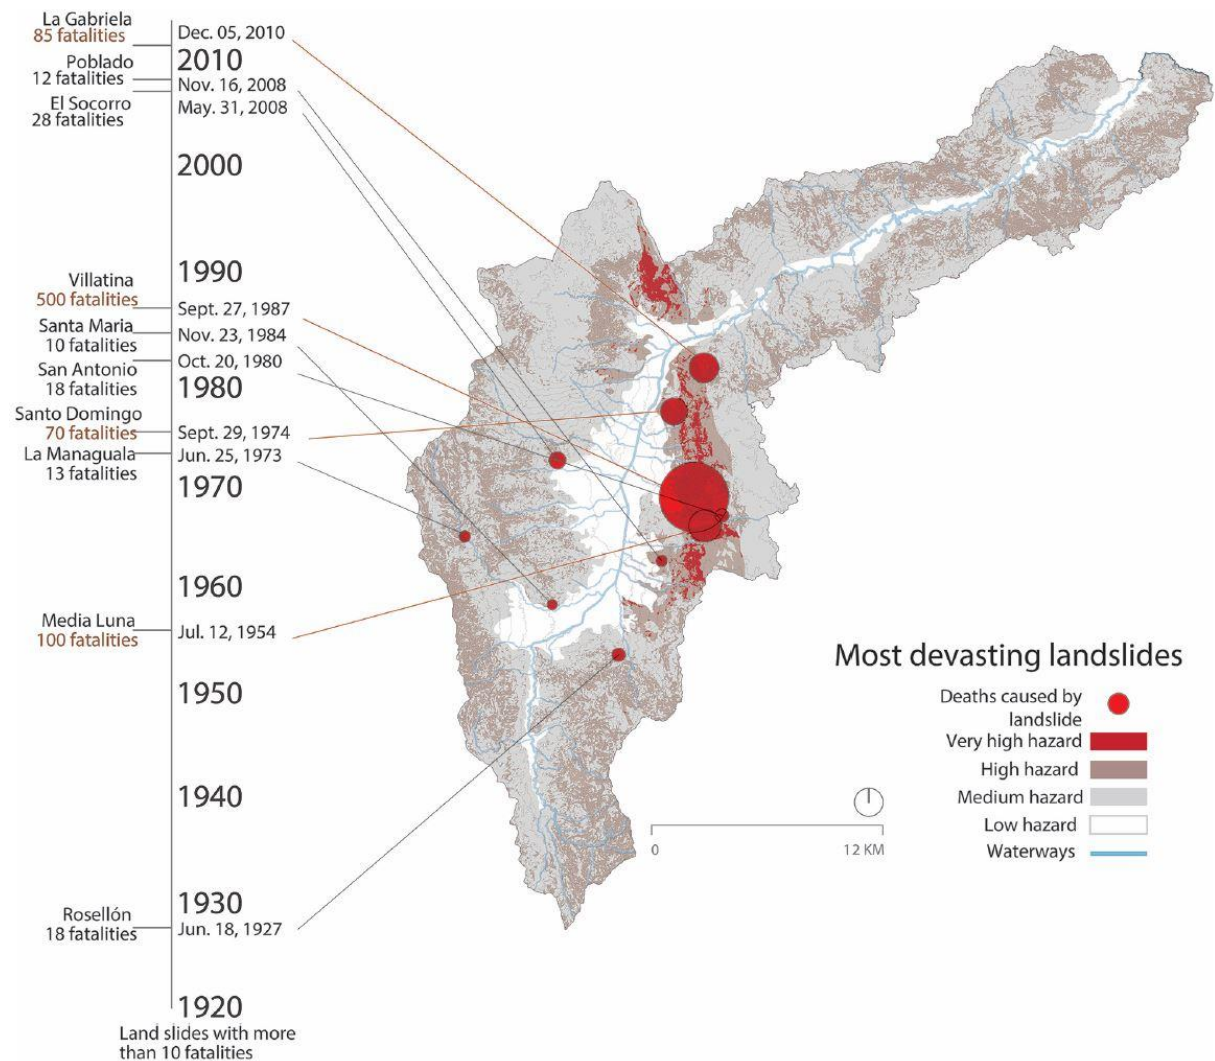 La Gabriela
85 fatalities
Dec. 05, 2010
2010
Poblado
12 fatalities
Nov. 16, 2008
El Socorro
28 fatalities
May. 31, 2008
2000
1990
Villatina
500 fatalities
Sept. 27, 1987
Santa Maria
10 fatalities
Nov. 23, 1984
San Antonio
18 fatalities
Oct. 20, 1980
1980
Santo Domingo
70 fatalities
Sept. 29, 1974
La Managuala
13 fatalities
Jun. 25, 1973
1970
1960
Media Luna
100 fatalities
Jul. 12, 1954
1950
1940
1930
Rosellón
18 fatalities
Jun. 18, 1927
1920
Land slides with more
than 10 fatalities
Most devasting landslides
Deaths caused by
landslide
Very high hazard
High hazard
Medium hazard
Low hazard
Waterways
0
12 KM